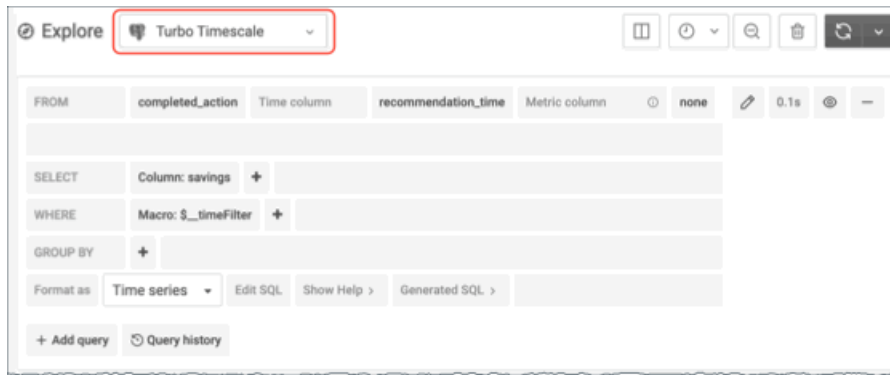 Explore Turbo Timescale
FROM completed_action Time column recommendation_time Metric column none 0.1s
SELECT Column: savings +
WHERE Macro: $__timeFilter +
GROUP BY +
Format as Time series Edit SQL Show Help > Generated SQL >
+ Add query Query history